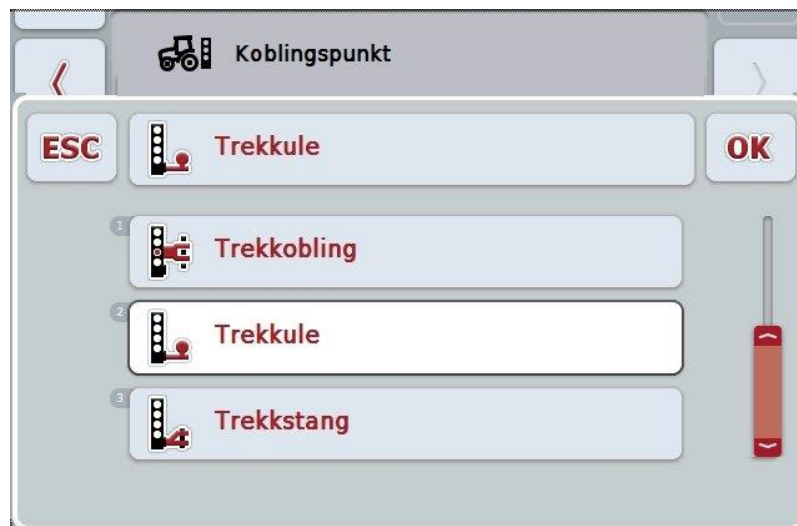 Koblingspunkt
ESC
Trekkule
OK
1
Trekkobling
2
Trekkule
3
Trekkstang